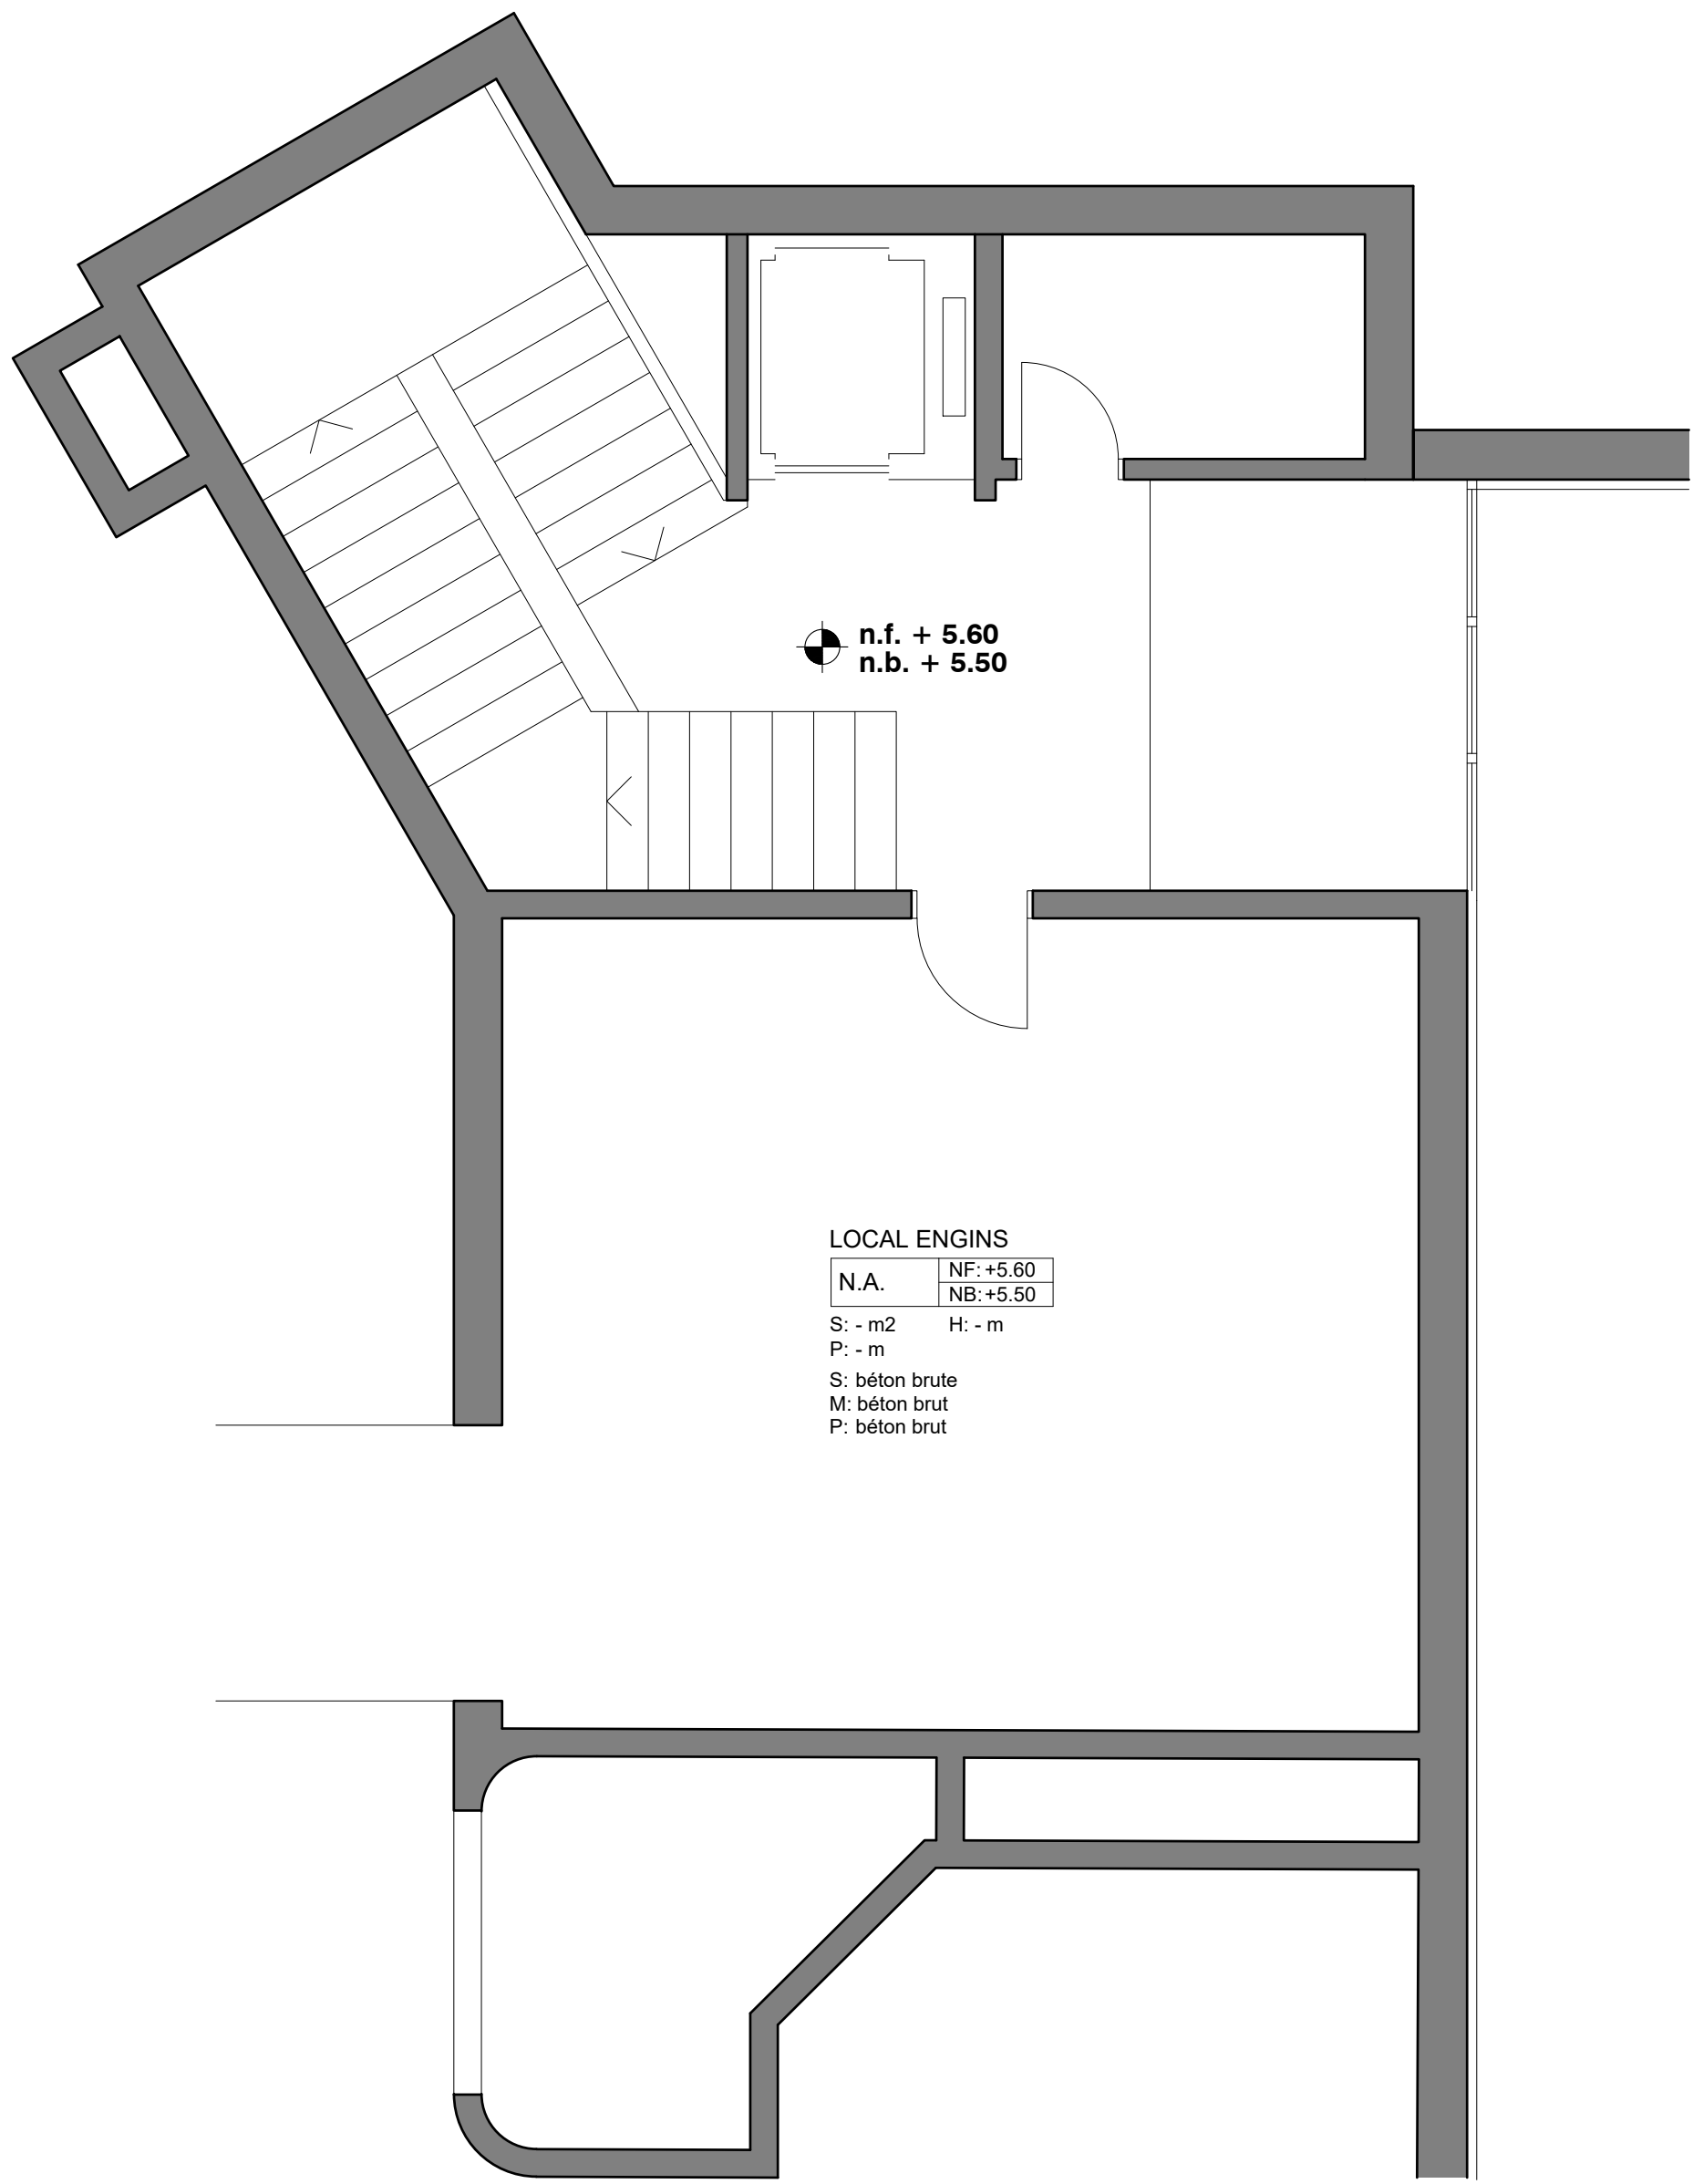 n.f. + 5.60
n.b. + 5.50
LOCAL ENGINS
N.A.
NF: +5.60
NB: +5.50
S: - m2 H: - m
P: - m
S: béton brute
M: béton brut
P: béton brut